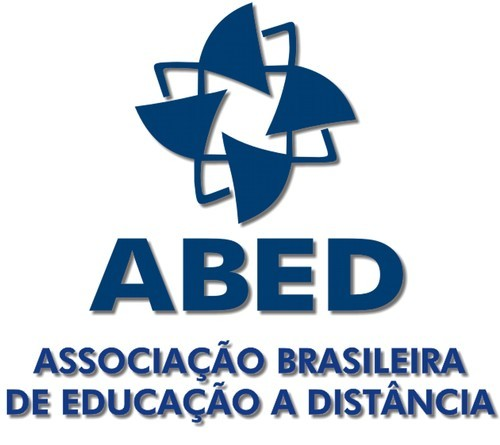 ABED
ASSOCIAÇÃO BRASILEIRA
DE EDUCAÇÃO A DISTÂNCIA